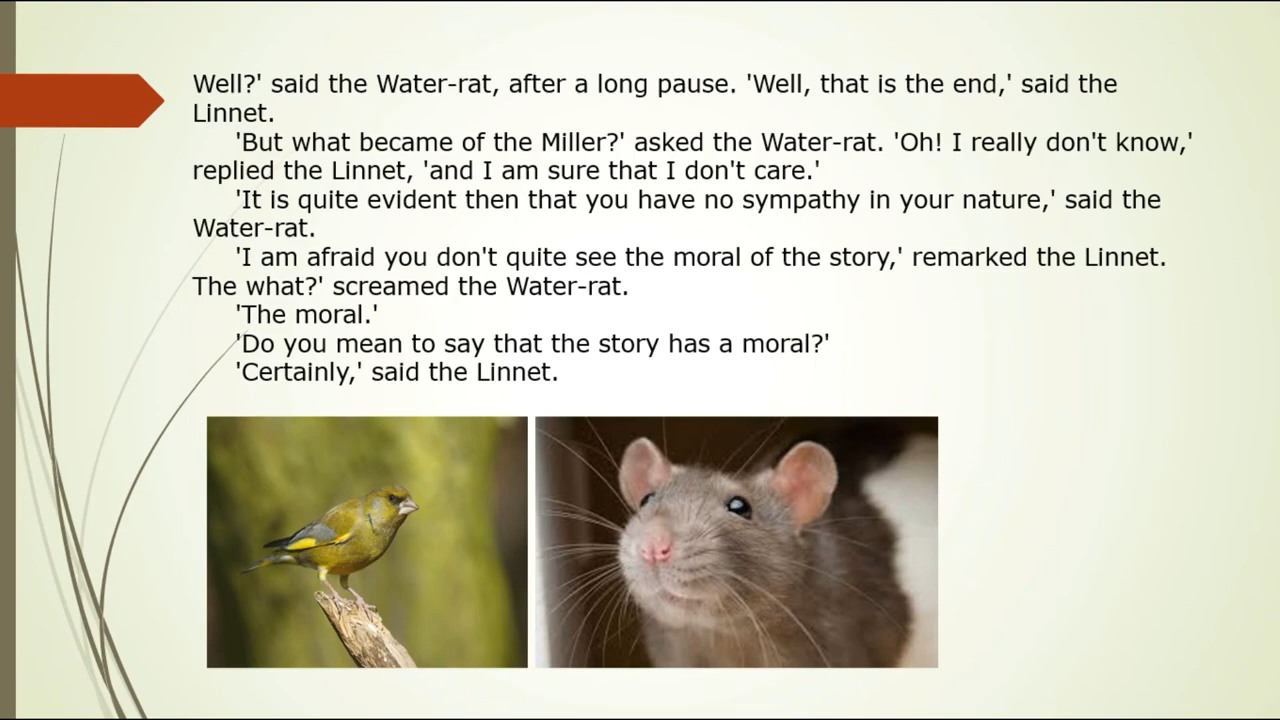 Well?' said the Water-rat, after a long pause. 'Well, that is the end,' said the
Linnet.
'But what became of the Miller?' asked the Water-rat. 'Oh! I really don't know,'
replied the Linnet, 'and I am sure that I don't care.'
'It is quite evident then that you have no sympathy in your nature,' said the
Water-rat.
'I am afraid you don't quite see the moral of the story,' remarked the Linnet.
The what?' screamed the Water-rat.
'The moral.'
'Do you mean to say that the story has a moral?'
'Certainly,' said the Linnet.